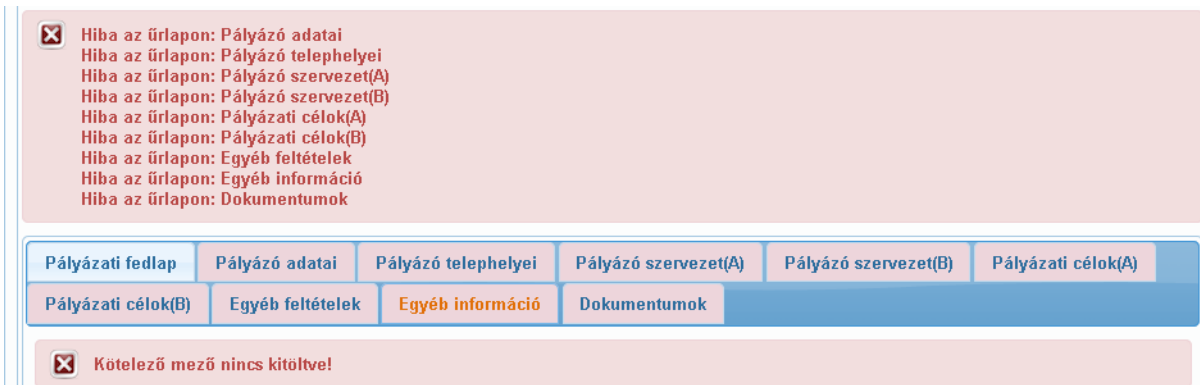 Hiba az űrlapon: Pályázó adatai
Hiba az űrlapon: Pályázó telephelyei
Hiba az űrlapon: Pályázó szervezet(A)
Hiba az űrlapon: Pályázó szervezet(B)
Hiba az űrlapon: Pályázati célok(A)
Hiba az űrlapon: Pályázati célok(B)
Hiba az űrlapon: Egyéb feltételek
Hiba az űrlapon: Egyéb információ
Hiba az űrlapon: Dokumentumok
Pályázati fedlap Pályázó adatai Pályázó telephelyei Pályázó szervezet(A) Pályázó szervezet(B) Pályázati célok(A)
Pályázati célok(B) Egyéb feltételek Egyéb információ Dokumentumok
Kötelező mező nincs kitöltve!